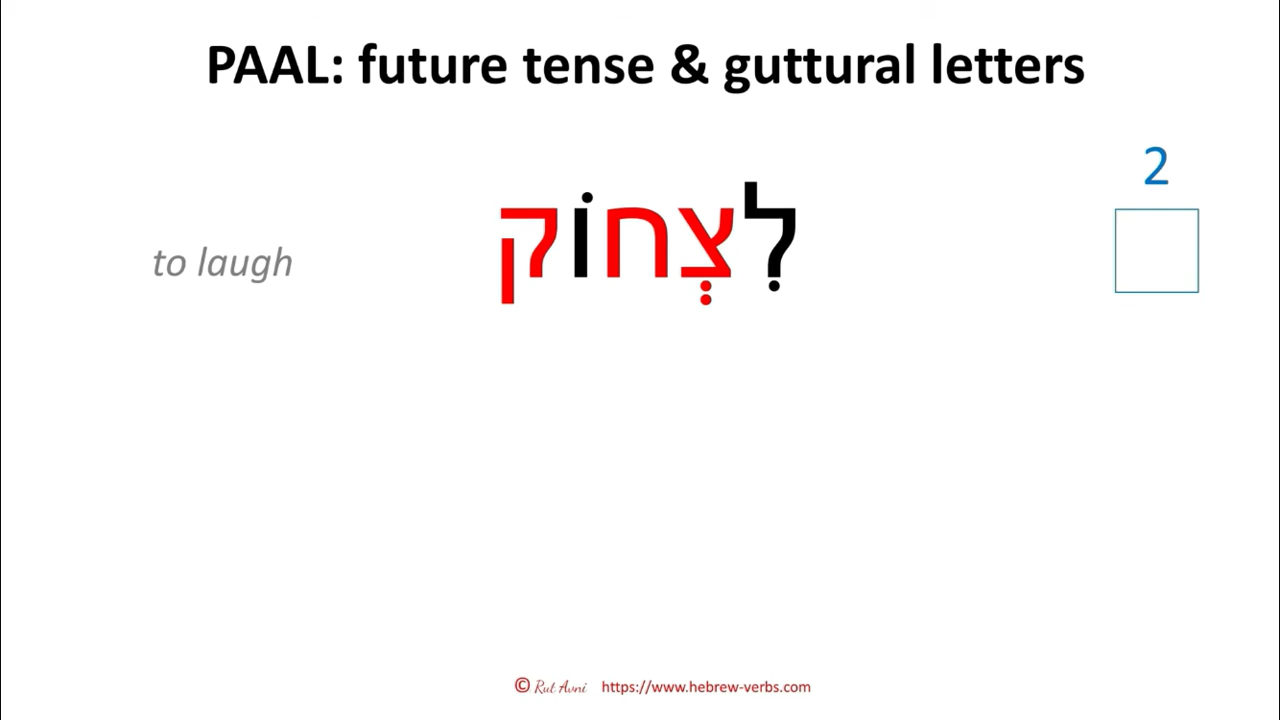 PAAL: future tense & guttural letters
2
לִצְחוֹק
to laugh
© Rut Avni https://www.hebrew-verbs.com